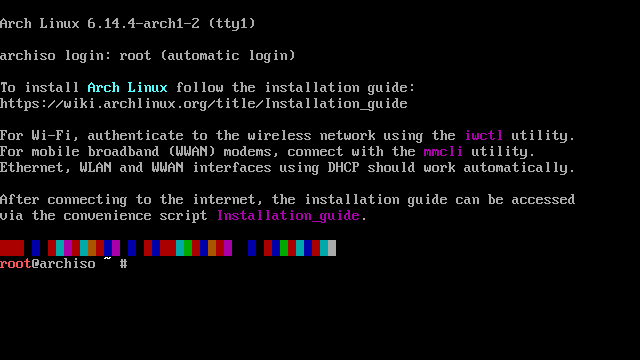 Arch Linux 6.14.4-arch1-2 (tty1)
archiso login: root (automatic login)
To install Arch Linux follow the installation guide:
https://wiki.archlinux.org/title/Installation_guide
For Wi-Fi, authenticate to the wireless network using the iwctl utility.
For mobile broadband (WWAN) modems, connect with the mmcli utility.
Ethernet, WLAN and WWAN interfaces using DHCP should work automatically.
After connecting to the internet, the installation guide can be accessed
via the convenience script Installation_guide.
root@archiso ~ #